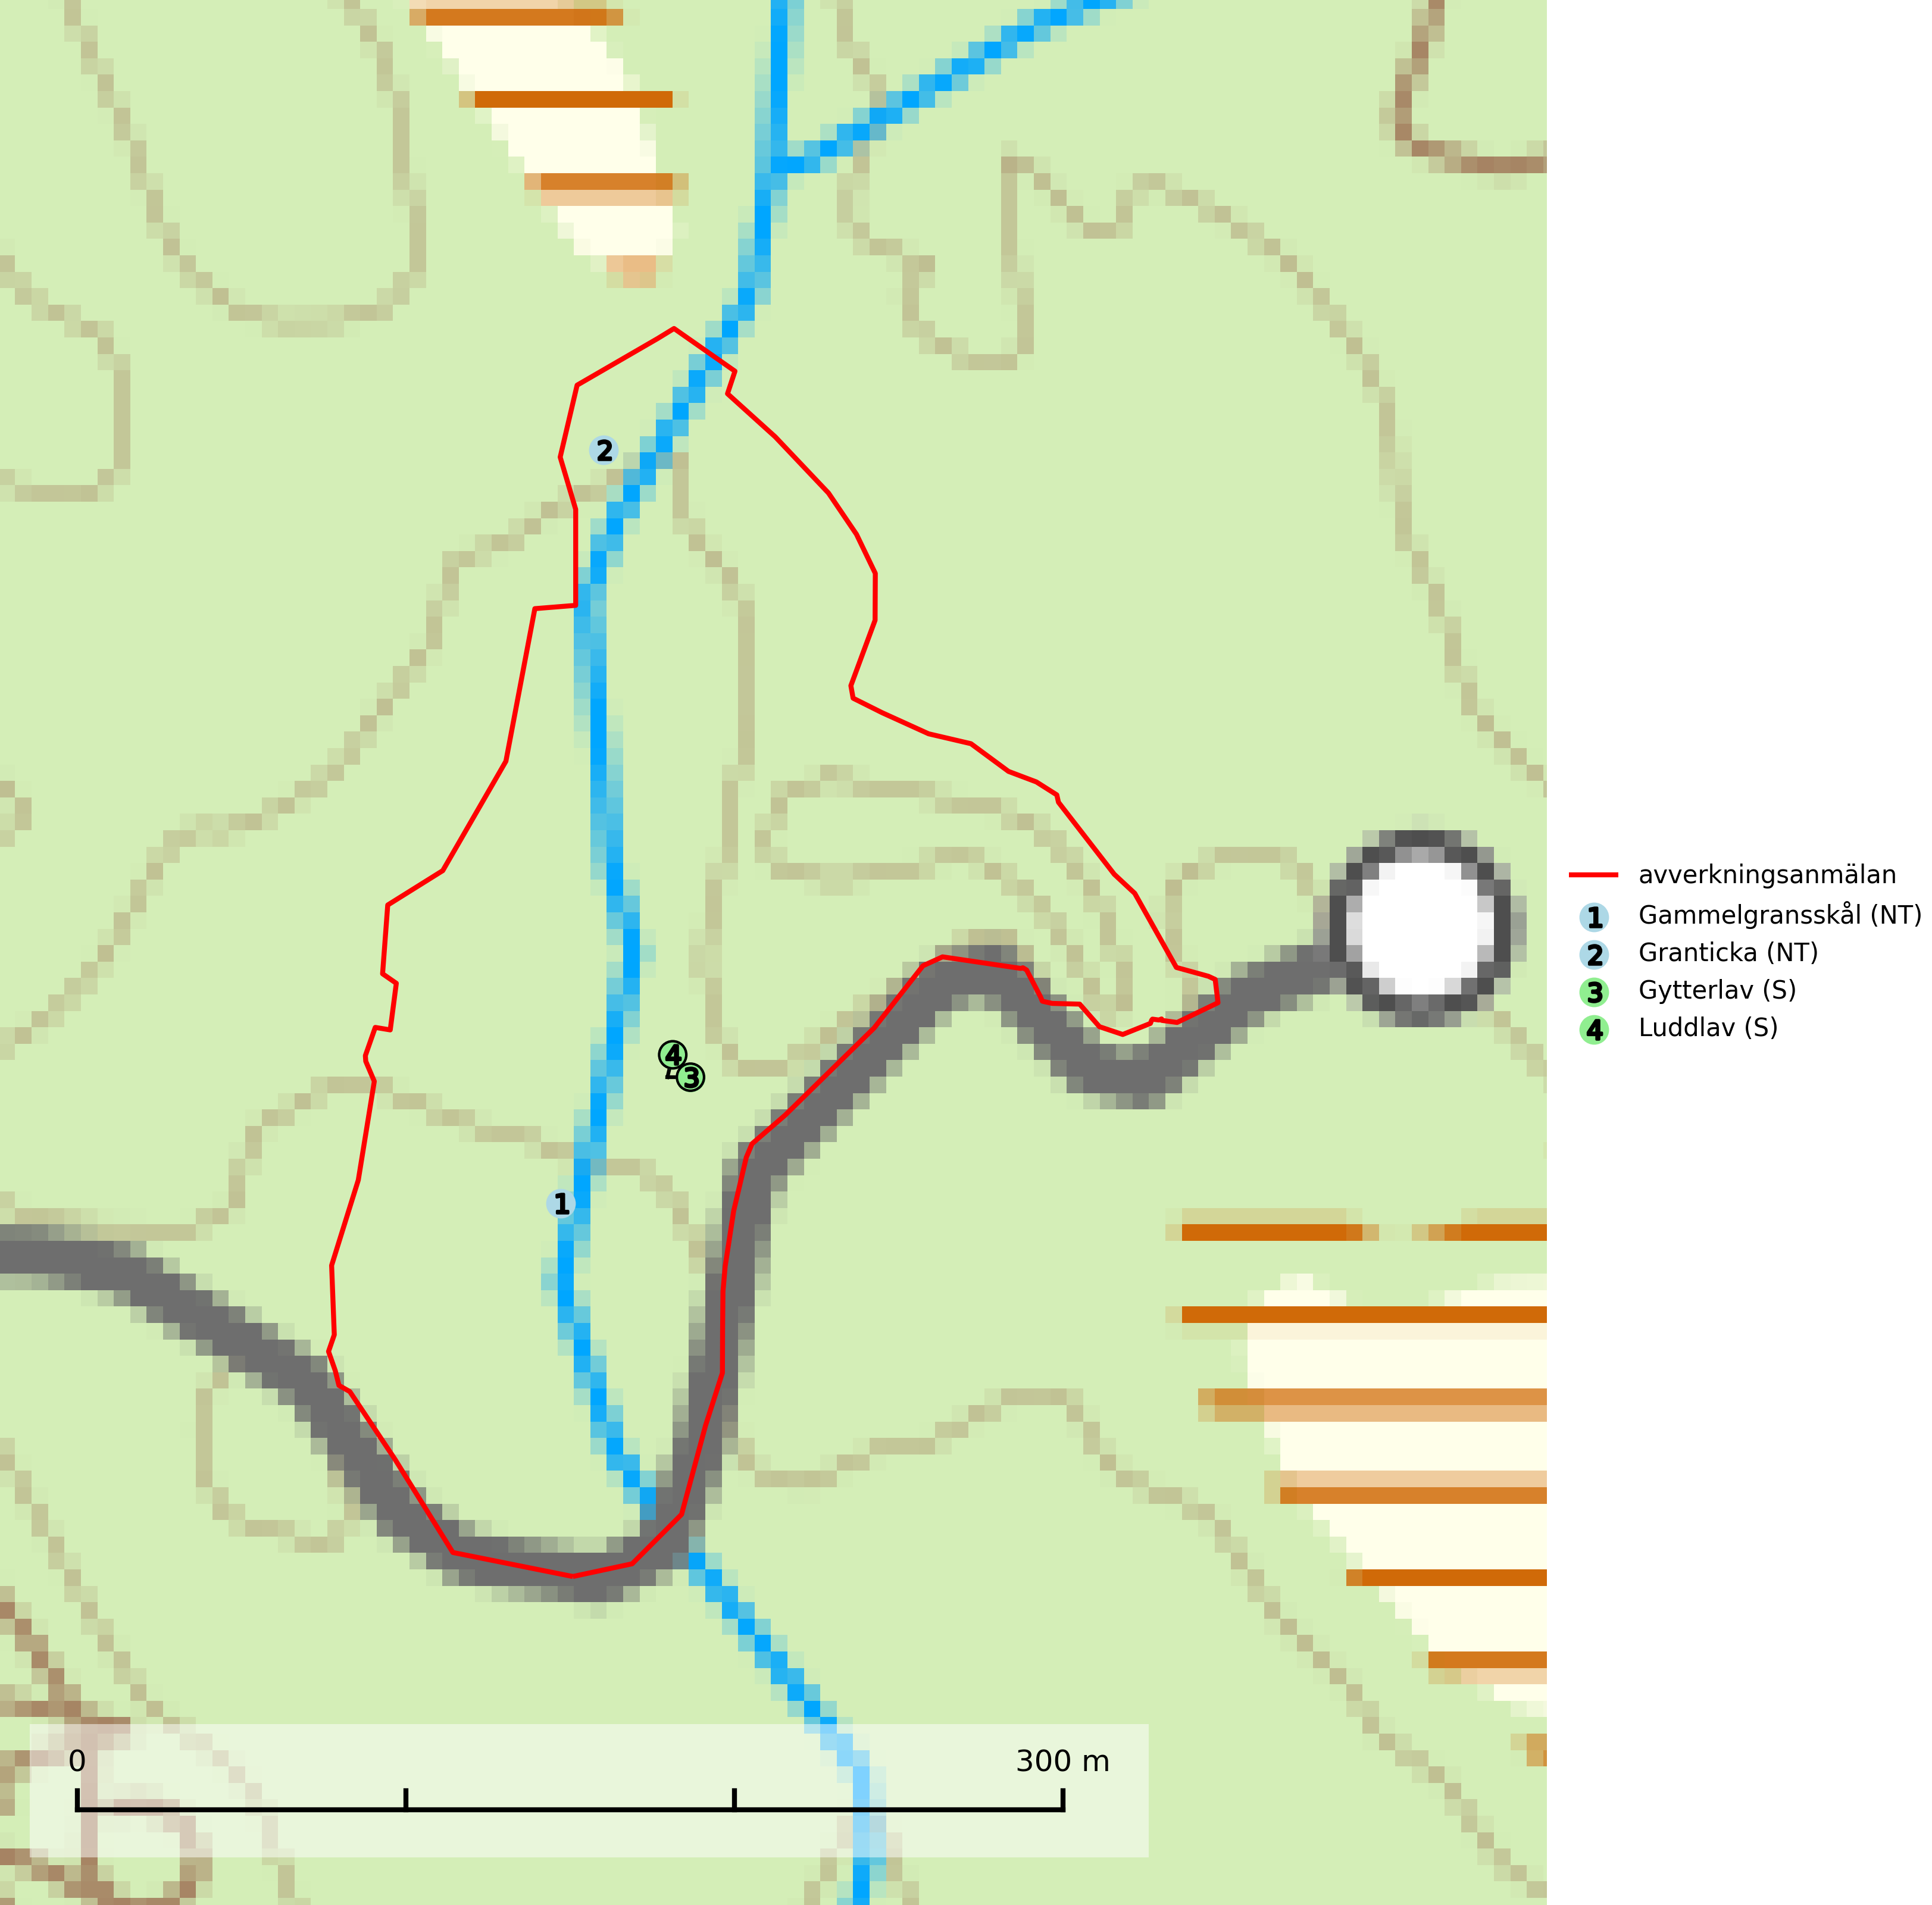 2
4
3
1
avverkningsanmälan
1 Gammelgransskål (NT)
2 Granticka (NT)
3 Gytterlav (S)
4 Luddlav (S)
0 300 m